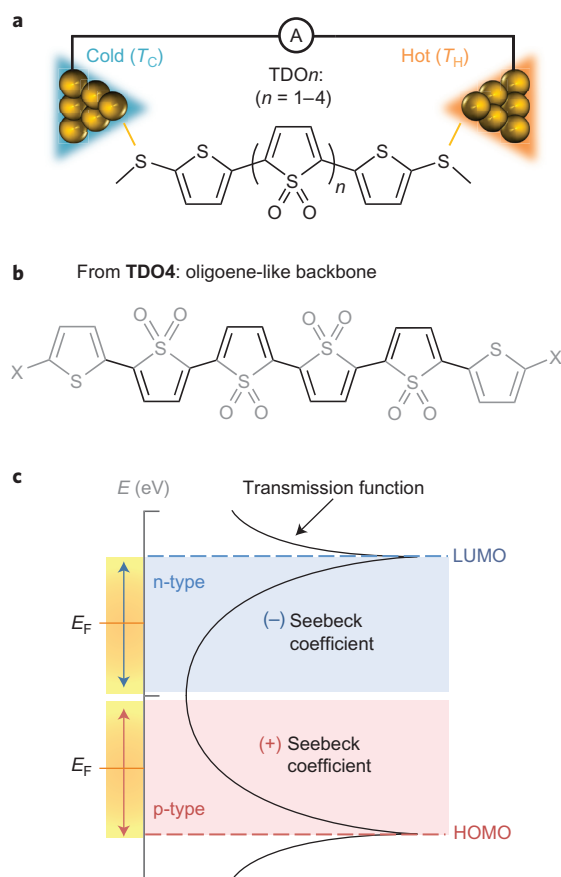 a
A
Cold (T_C)
Hot (T_H)
TDOn:
(n = 1–4)
S
S
S
S
S
O
O
n
b
From TDO4: oligoene-like backbone
O
O
O
O
S
S
S
X
X
S
S
S
O
O
O
O
c
E (eV)
Transmission function
LUMO
n-type
(–) Seebeck
coefficient
E_F
(+) Seebeck
coefficient
E_F
p-type
HOMO